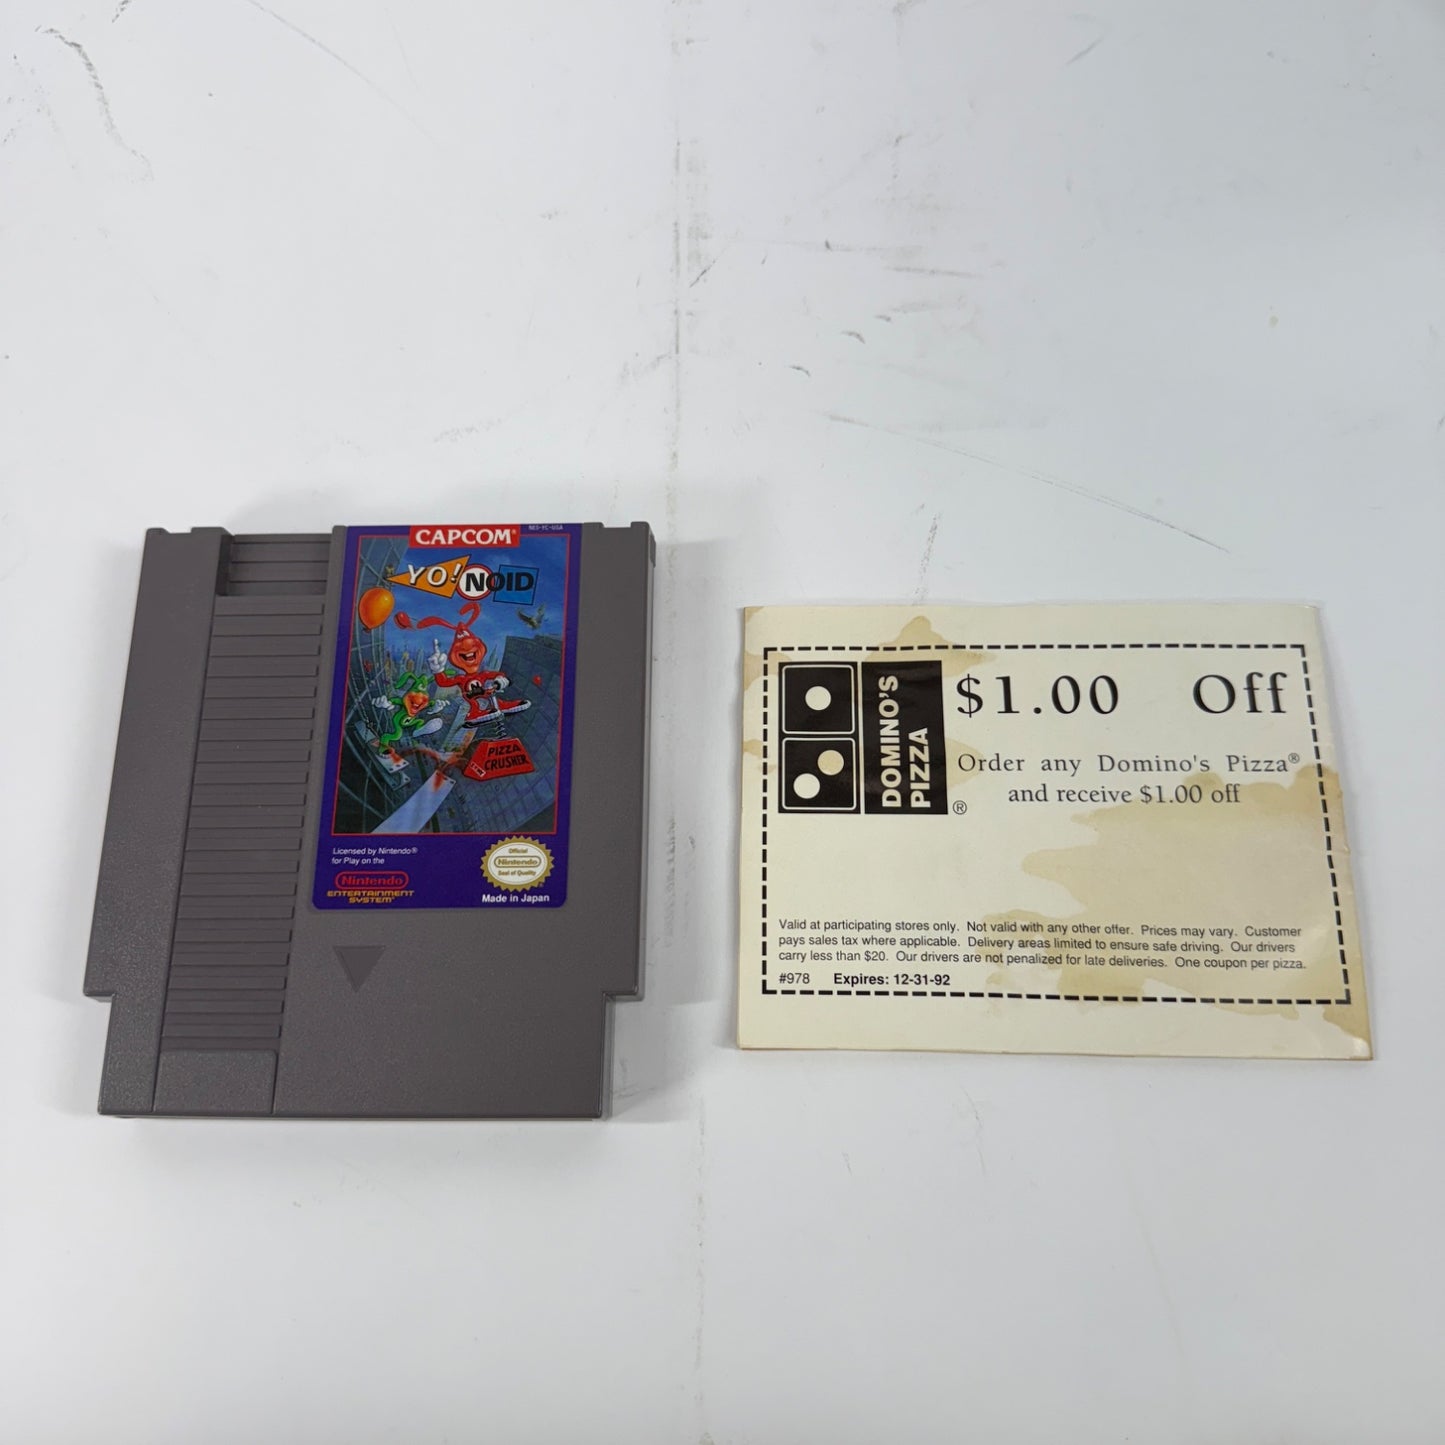 CAPCOM®
NES-YC-USA
YO! NOID
PIZZA
CRUSHER
Licensed by Nintendo®
for Play on the
Nintendo
ENTERTAINMENT
SYSTEM
Official
Nintendo
Seal of Quality
Made in Japan
DOMINO'S
PIZZA
®
$1.00 Off
Order any Domino's Pizza®
and receive $1.00 off
Valid at participating stores only. Not valid with any other offer. Prices may vary. Customer
pays sales tax where applicable. Delivery areas limited to ensure safe driving. Our drivers
carry less than $20. Our drivers are not penalized for late deliveries. One coupon per pizza.
#978 Expires: 12-31-92